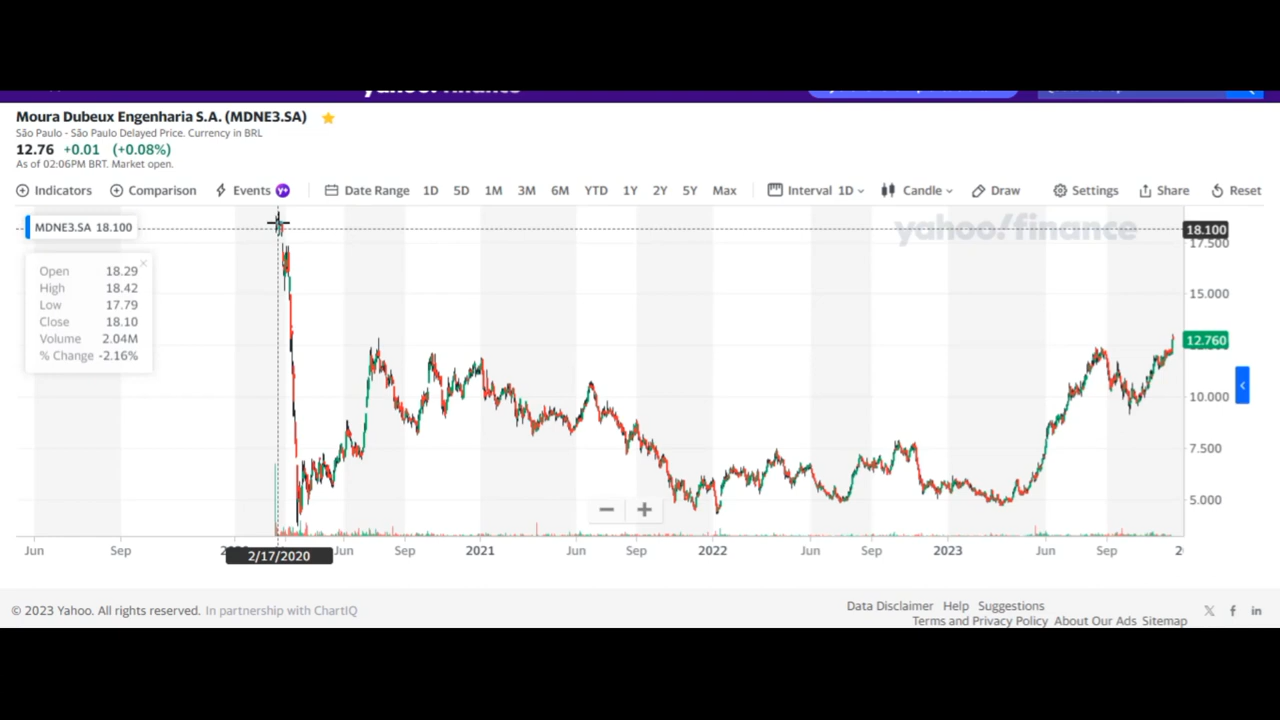 Moura Dubeux Engenharia S.A. (MDNE3.SA)
São Paulo - São Paulo Delayed Price. Currency in BRL
12.76 +0.01 (+0.08%)
As of 02:06PM BRT. Market open.
Indicators Comparison Events Y+ Date Range 1D 5D 1M 3M 6M YTD 1Y 2Y 5Y Max Interval 1D Candle Draw Settings Share Reset
MDNE3.SA 18.100
yahoo!finance
18.100
17.500
Open 18.29
High 18.42
Low 17.79
Close 18.10
Volume 2.04M
% Change -2.16%
15.000
12.760
10.000
7.500
5.000
Jun Sep Jun Sep 2021 Jun Sep 2022 Jun Sep 2023 Jun Sep
2/17/2020
© 2023 Yahoo. All rights reserved. In partnership with ChartIQ
Data Disclaimer Help Suggestions
Terms and Privacy Policy About Our Ads Sitemap